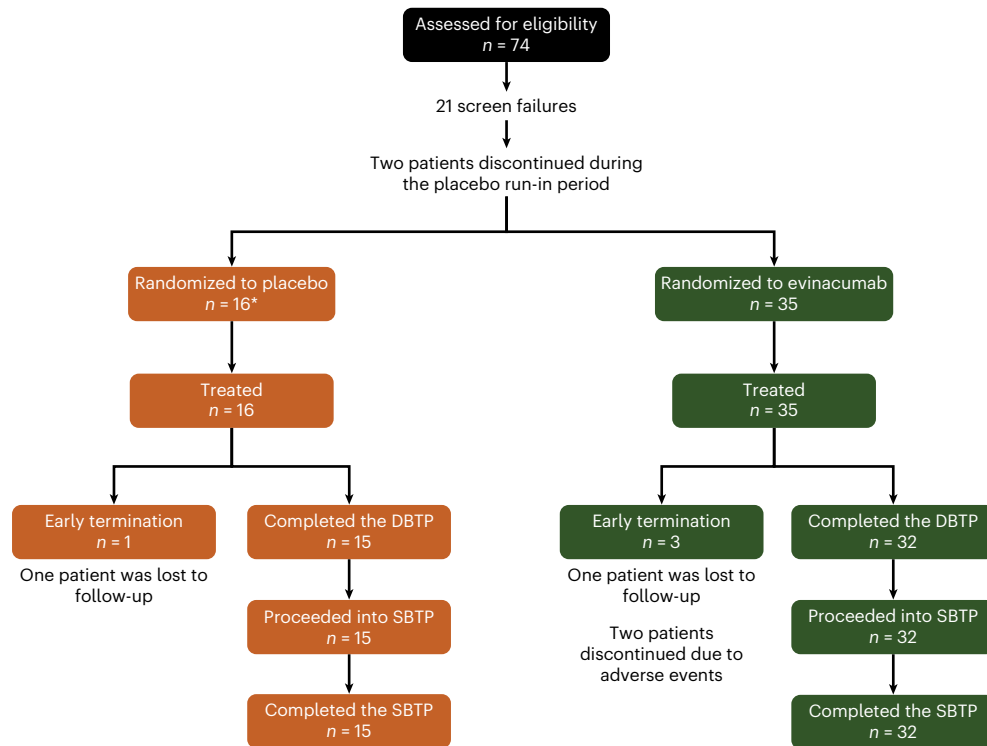 Assessed for eligibility
n = 74
21 screen failures
Two patients discontinued during
the placebo run-in period
Randomized to placebo
n = 16*
Treated
n = 16
Early termination
n = 1
One patient was lost to
follow-up
Completed the DBTP
n = 15
Proceeded into SBTP
n = 15
Completed the SBTP
n = 15
Randomized to evinacumab
n = 35
Treated
n = 35
Early termination
n = 3
One patient was lost to
follow-up
Two patients
discontinued due to
adverse events
Completed the DBTP
n = 32
Proceeded into SBTP
n = 32
Completed the SBTP
n = 32